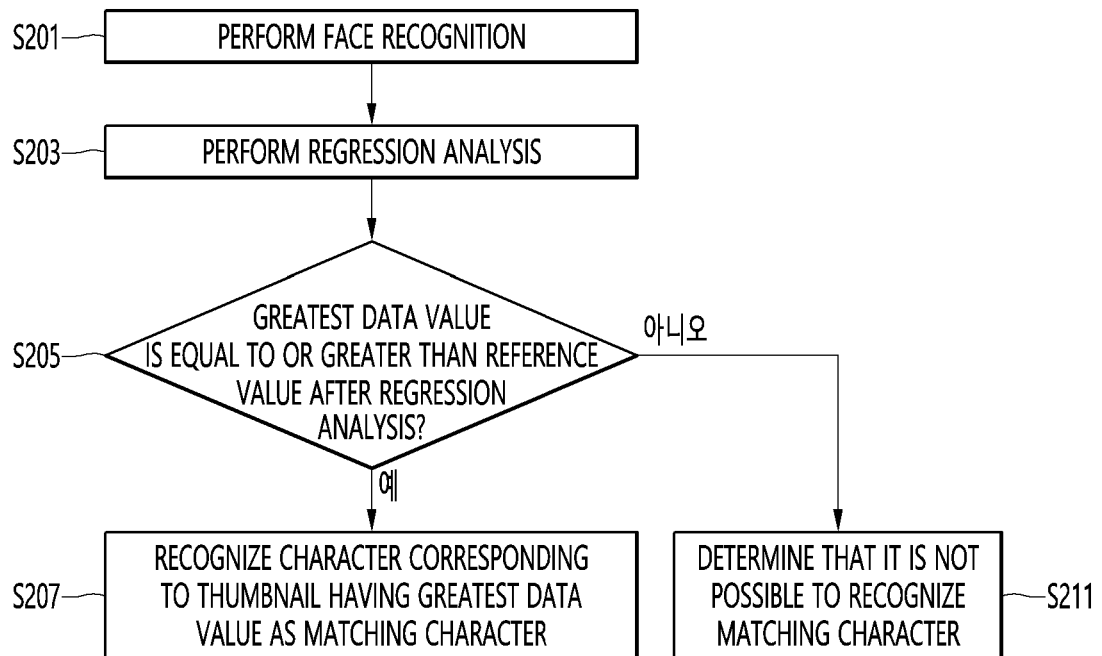 S201
PERFORM FACE RECOGNITION
S203
PERFORM REGRESSION ANALYSIS
S205
GREATEST DATA VALUE
IS EQUAL TO OR GREATER THAN REFERENCE
VALUE AFTER REGRESSION
ANALYSIS?
아니오
예
S207
RECOGNIZE CHARACTER CORRESPONDING
TO THUMBNAIL HAVING GREATEST DATA
VALUE AS MATCHING CHARACTER
DETERMINE THAT IT IS NOT
POSSIBLE TO RECOGNIZE
MATCHING CHARACTER
S211